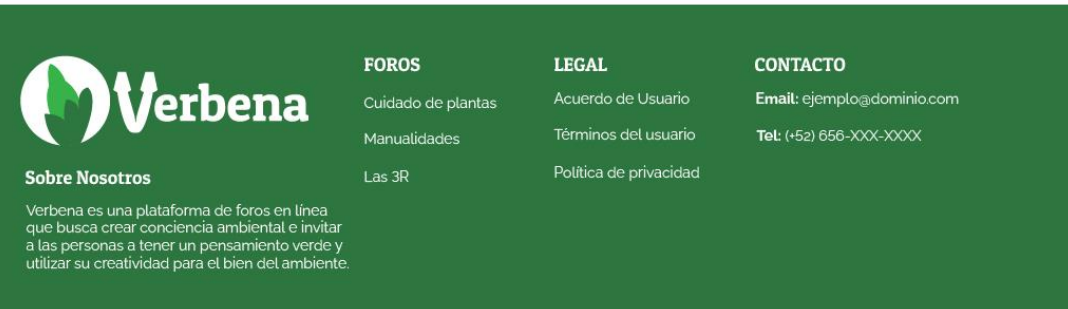 Verbena
Sobre Nosotros
Verbena es una plataforma de foros en línea
que busca crear conciencia ambiental e invitar
a las personas a tener un pensamiento verde y
utilizar su creatividad para el bien del ambiente.
FOROS
Cuidado de plantas
Manualidades
Las 3R
LEGAL
Acuerdo de Usuario
Términos del usuario
Política de privacidad
CONTACTO
Email: ejemplo@dominio.com
Tel: (+52) 656-XXX-XXXX